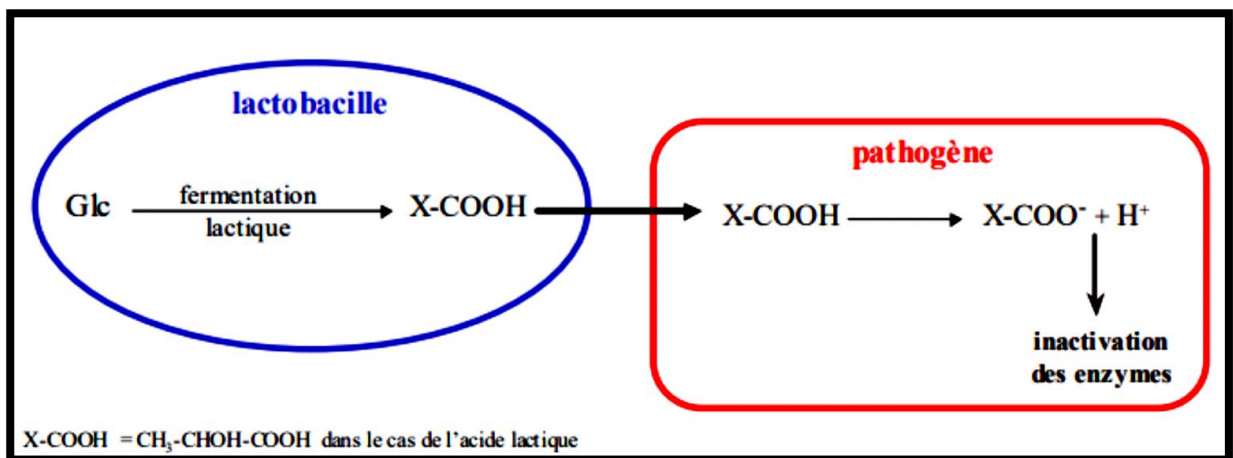 lactobacille
pathogène
Glc
fermentation
lactique
X-COOH
X-COOH
X-COO⁻ + H⁺
inactivation
des enzymes
X-COOH = CH₃-CHOH-COOH dans le cas de l'acide lactique